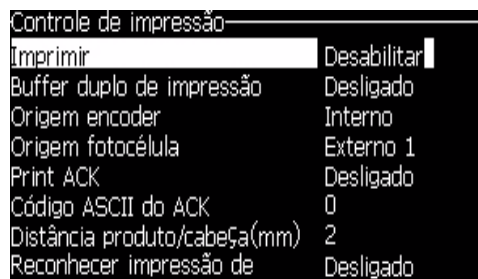 Controle de impressão
Imprimir Desabilitar
Buffer duplo de impressão Desligado
Origem encoder Interno
Origem fotocélula Externo 1
Print ACK Desligado
Código ASCII do ACK 0
Distância produto/cabeça(mm) 2
Reconhecer impressão de Desligado